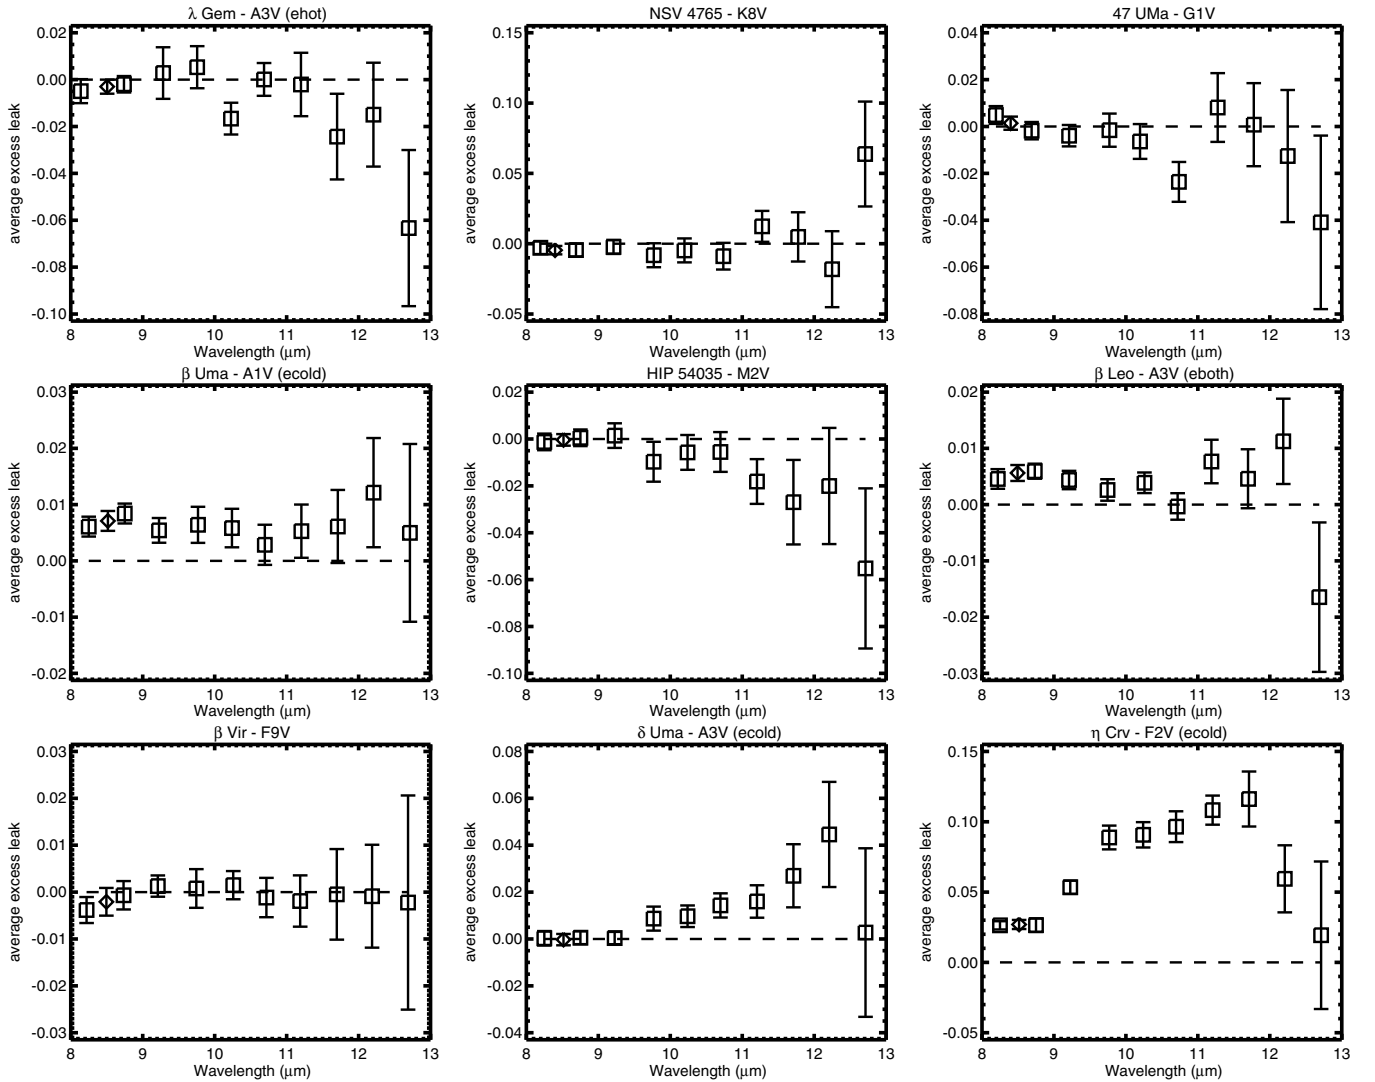 λ Gem - A3V (ehot)
average excess leak
0.02
0.00
-0.02
-0.04
-0.06
-0.08
-0.10
8 9 10 11 12 13
Wavelength (μm)
NSV 4765 - K8V
average excess leak
0.15
0.10
0.05
0.00
-0.05
8 9 10 11 12 13
Wavelength (μm)
47 UMa - G1V
average excess leak
0.04
0.02
0.00
-0.02
-0.04
-0.06
-0.08
8 9 10 11 12 13
Wavelength (μm)
β Uma - A1V (ecold)
average excess leak
0.03
0.02
0.01
0.00
-0.01
-0.02
8 9 10 11 12 13
Wavelength (μm)
HIP 54035 - M2V
average excess leak
0.02
0.00
-0.02
-0.04
-0.06
-0.08
-0.10
8 9 10 11 12 13
Wavelength (μm)
β Leo - A3V (eboth)
average excess leak
0.02
0.01
0.00
-0.01
-0.02
-0.03
8 9 10 11 12 13
Wavelength (μm)
β Vir - F9V
average excess leak
0.03
0.02
0.01
0.00
-0.01
-0.02
-0.03
8 9 10 11 12 13
Wavelength (μm)
δ Uma - A3V (ecold)
average excess leak
0.08
0.06
0.04
0.02
0.00
-0.02
-0.04
8 9 10 11 12 13
Wavelength (μm)
η Crv - F2V (ecold)
average excess leak
0.15
0.10
0.05
0.00
-0.05
8 9 10 11 12 13
Wavelength (μm)